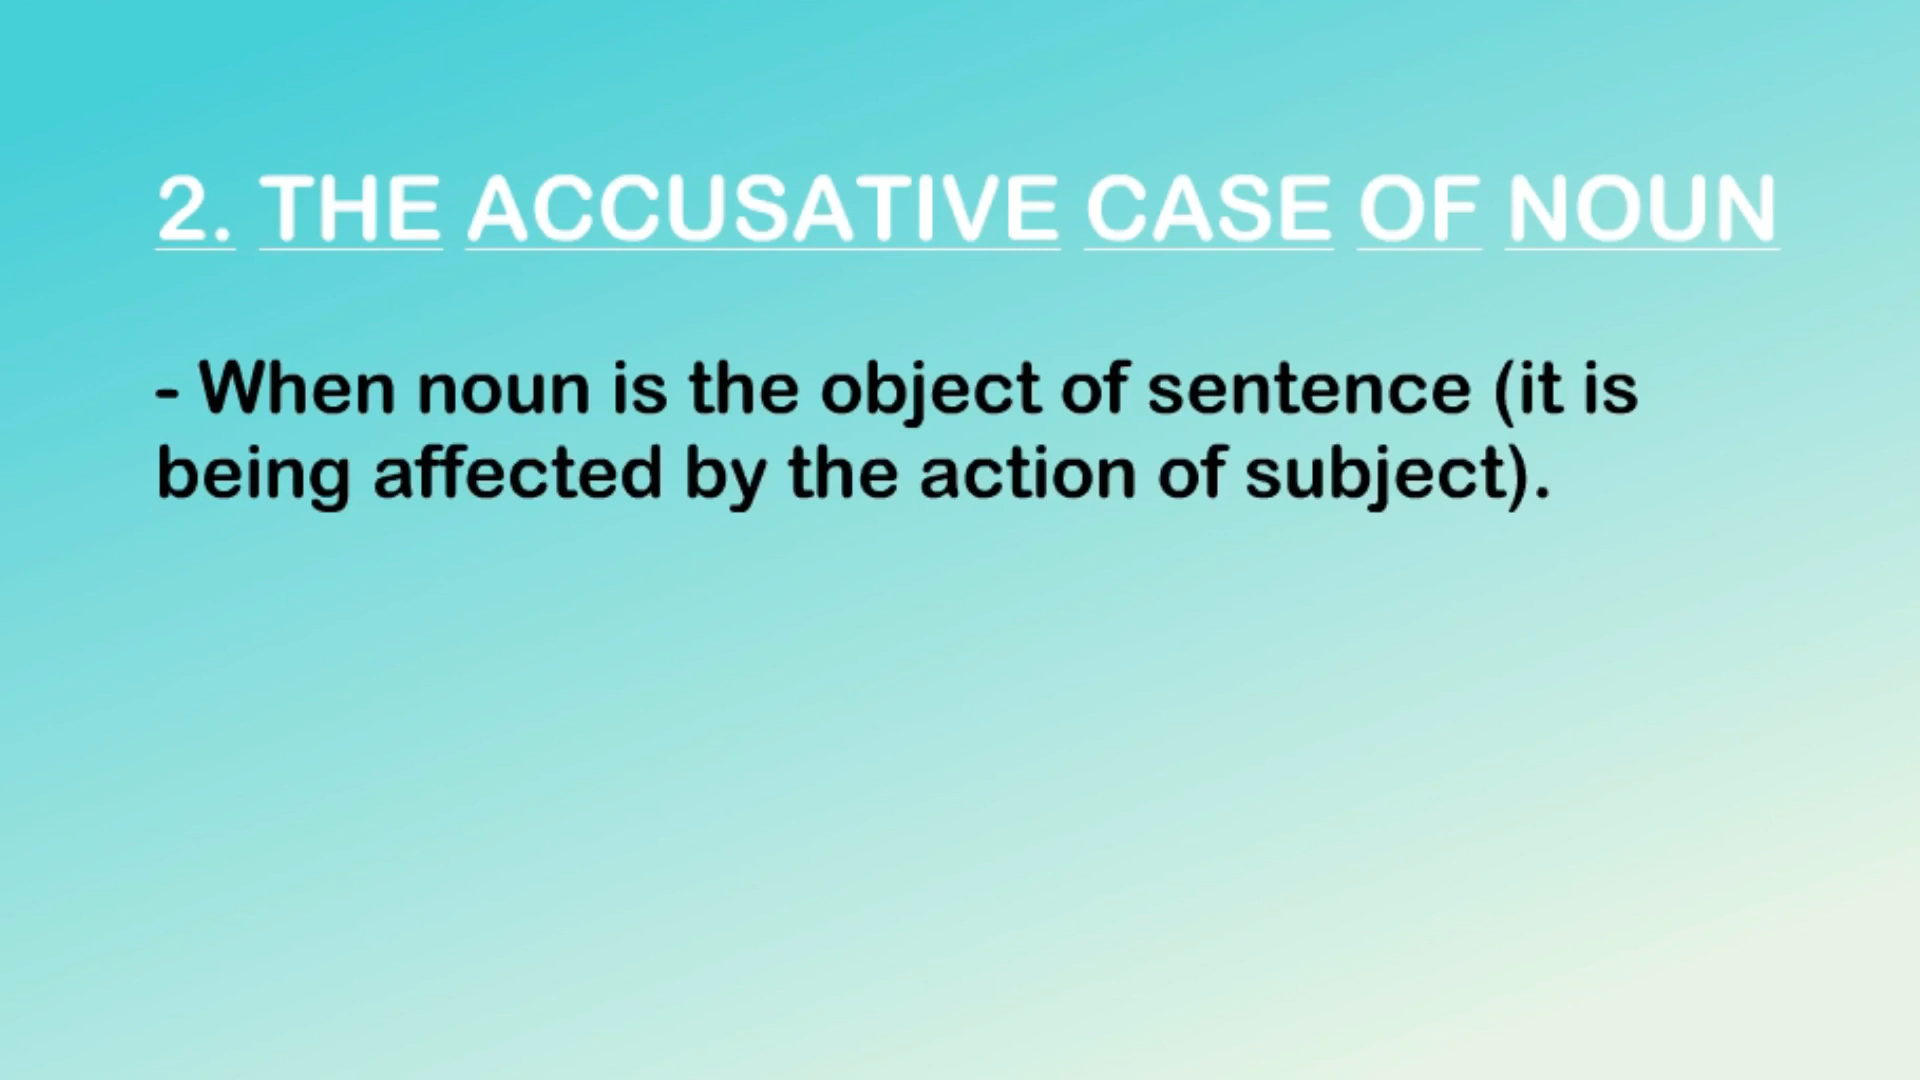 2. THE ACCUSATIVE CASE OF NOUN
- When noun is the object of sentence (it is
being affected by the action of subject).